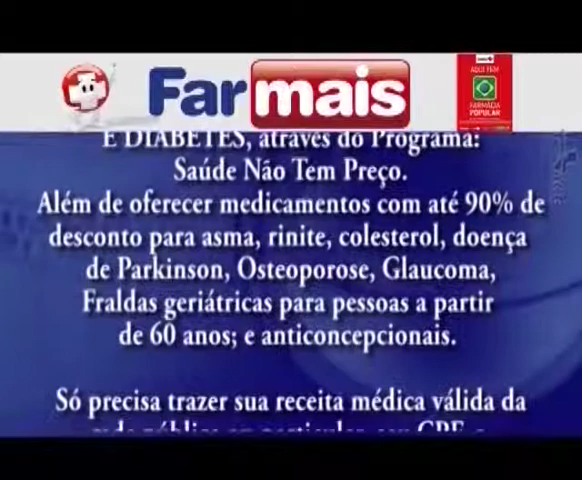 Farmais
AQUI TEM
FARMÁCIA
POPULAR
E DIABETES, através do Programa:
Saúde Não Tem Preço.
Além de oferecer medicamentos com até 90% de
desconto para asma, rinite, colesterol, doença
de Parkinson, Osteoporose, Glaucoma,
Fraldas geriátricas para pessoas a partir
de 60 anos; e anticoncepcionais.
Só precisa trazer sua receita médica válida da